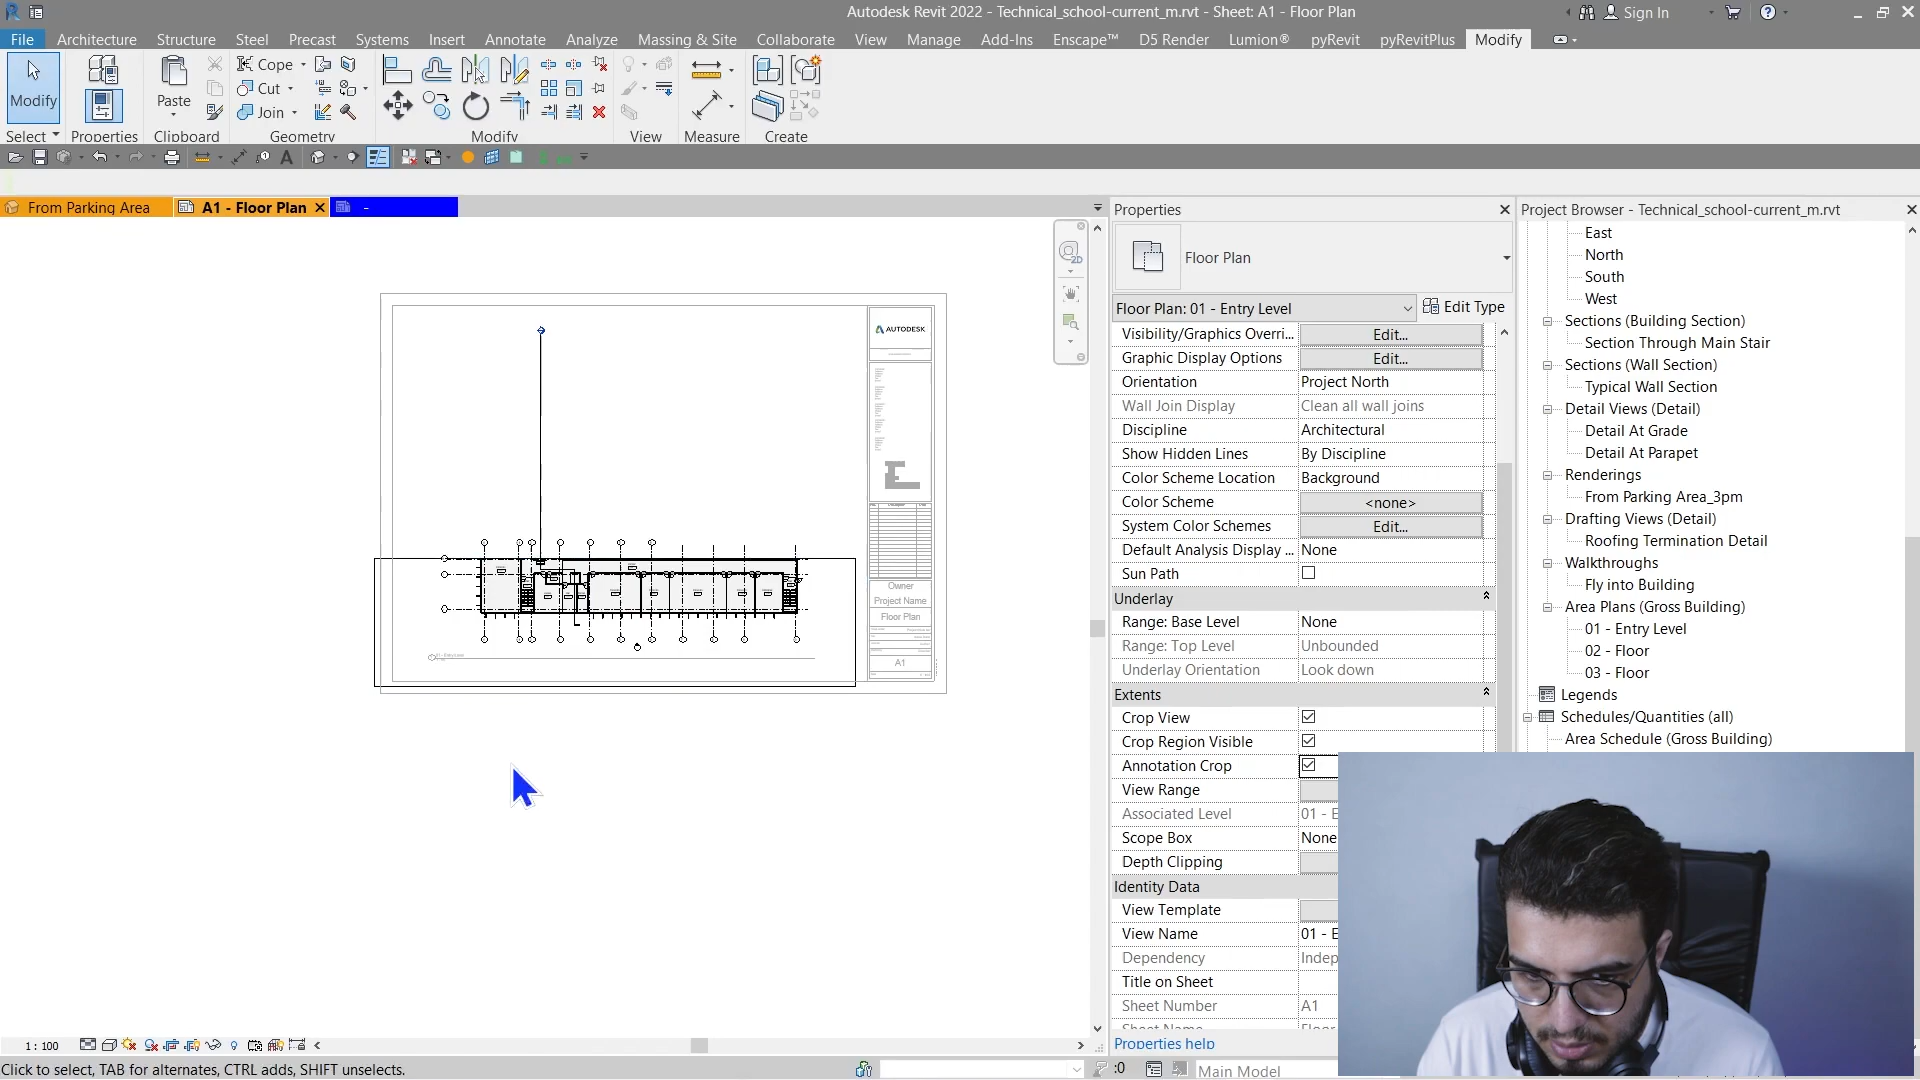 Autodesk Revit 2022 - Technical_school-current_m.rvt - Sheet: A1 - Floor Plan
Sign In
File Architecture Structure Steel Precast Systems Insert Annotate Analyze Massing & Site Collaborate View Manage Add-Ins Enscape™ D5 Render Lumion® pyRevit pyRevitPlus Modify
Modify
Paste
Cope
Cut
Join
Select Properties Clipboard Geometry Modify View Measure Create
From Parking Area
A1 - Floor Plan
-
Properties
Floor Plan
Floor Plan: 01 - Entry Level
Edit Type
Visibility/Graphics Overri... Edit...
Graphic Display Options Edit...
Orientation Project North
Wall Join Display Clean all wall joins
Discipline Architectural
Show Hidden Lines By Discipline
Color Scheme Location Background
Color Scheme <none>
System Color Schemes Edit...
Default Analysis Display ... None
Sun Path
Underlay
Range: Base Level None
Range: Top Level Unbounded
Underlay Orientation Look down
Extents
Crop View
Crop Region Visible
Annotation Crop
View Range
Associated Level 01 - E
Scope Box None
Depth Clipping
Identity Data
View Template
View Name 01 - E
Dependency Indep
Title on Sheet
Sheet Number A1
Sheet Name Floor
Properties help
Project Browser - Technical_school-current_m.rvt
East
North
South
West
Sections (Building Section)
Section Through Main Stair
Sections (Wall Section)
Typical Wall Section
Detail Views (Detail)
Detail At Grade
Detail At Parapet
Renderings
From Parking Area_3pm
Drafting Views (Detail)
Roofing Termination Detail
Walkthroughs
Fly into Building
Area Plans (Gross Building)
01 - Entry Level
02 - Floor
03 - Floor
Legends
Schedules/Quantities (all)
Area Schedule (Gross Building)
AUTODESK
Owner
Project Name
Floor Plan
A1
2D
1 : 100
Click to select, TAB for alternates, CTRL adds, SHIFT unselects.
:0
Main Model